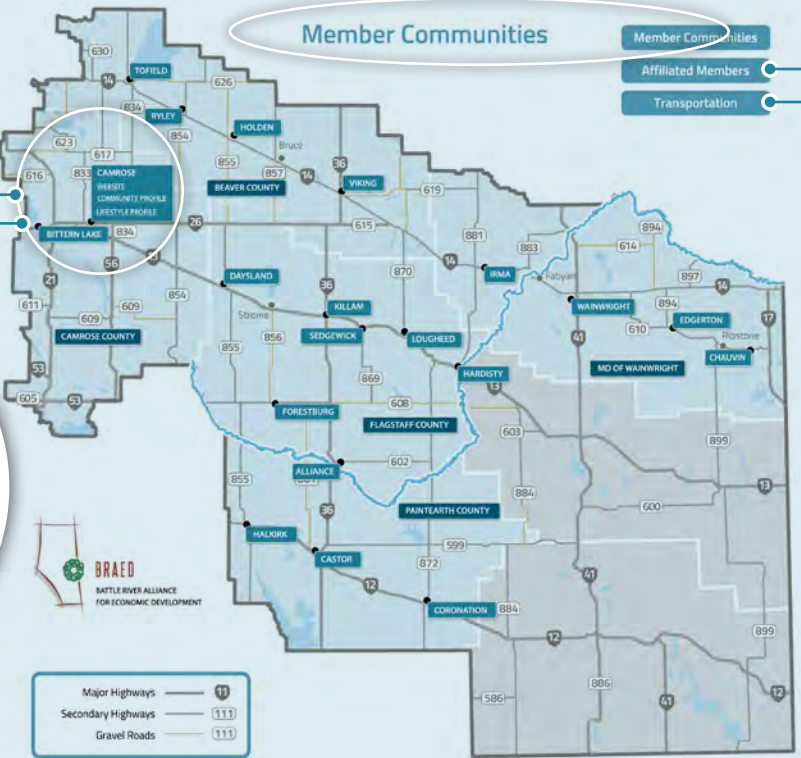 Member Communities
Member Communities
Affiliated Members
Transportation
630
TOFIELD
14
626
834
RYLEY
854
HOLDEN
623
617
Bruce
616
833
CAMROSE
WEBSITE
COMMUNITY PROFILE
LIFESTYLE PROFILE
855
857
14
36
BEAVER COUNTY
VIKING
619
BITTERN LAKE
834
26
615
881
883
894
614
56
870
14
IRMA
Fabyan
897
21
DAYSLAND
36
14
611
609
609
854
Strome
KILLAM
WAINWRIGHT
894
EDGERTON
17
CAMROSE COUNTY
856
SEDGEWICK
LOUGHEED
610
Ribstone
41
CHAUVIN
855
869
HARDISTY
MD OF WAINWRIGHT
53
13
605
53
FORESTBURG
608
FLAGSTAFF COUNTY
603
899
ALLIANCE
602
855
884
13
36
PAINTEARTH COUNTY
600
HALKIRK
599
CASTOR
872
BRAED
BATTLE RIVER ALLIANCE
FOR ECONOMIC DEVELOPMENT
12
41
CORONATION
884
12
899
586
886
41
12
Major Highways 11
Secondary Highways 111
Gravel Roads 111